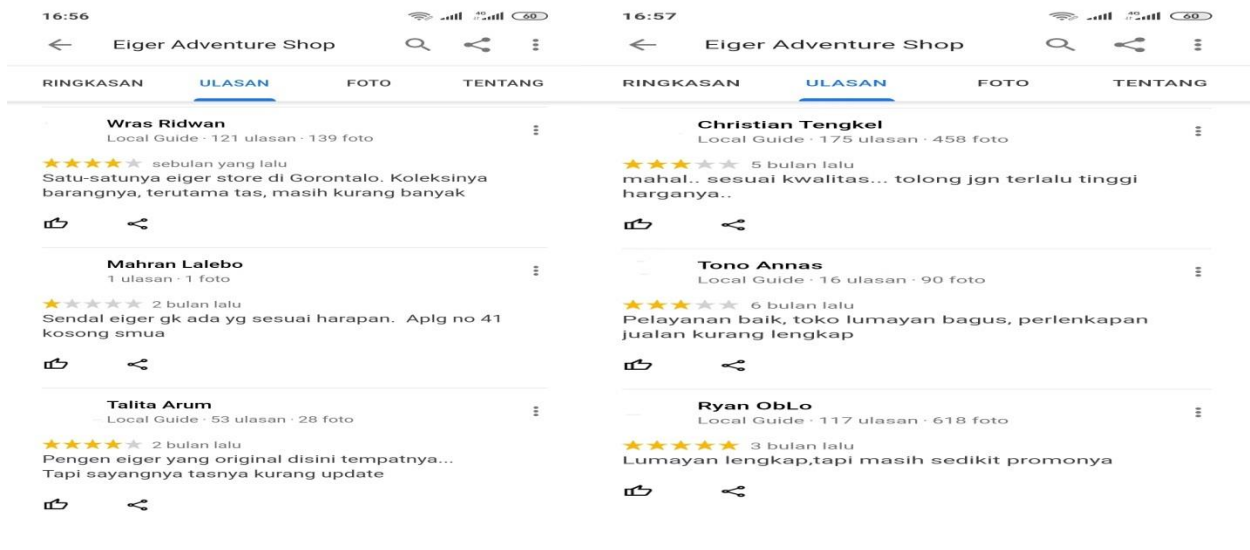 16:56
4G
60
Eiger Adventure Shop
RINGKASAN ULASAN FOTO TENTANG
Wras Ridwan
Local Guide · 121 ulasan · 139 foto
sebulan yang lalu
Satu-satunya eiger store di Gorontalo. Koleksinya
barangnya, terutama tas, masih kurang banyak
Mahran Lalebo
1 ulasan · 1 foto
2 bulan lalu
Sendal eiger gk ada yg sesuai harapan. Aplg no 41
kosong smua
Talita Arum
Local Guide · 53 ulasan · 28 foto
2 bulan lalu
Pengen eiger yang original disini tempatnya...
Tapi sayangnya tasnya kurang update
16:57
4G
60
Eiger Adventure Shop
RINGKASAN ULASAN FOTO TENTANG
Christian Tengkel
Local Guide · 175 ulasan · 458 foto
5 bulan lalu
mahal.. sesuai kwalitas... tolong jgn terlalu tinggi
harganya..
Tono Annas
Local Guide · 16 ulasan · 90 foto
6 bulan lalu
Pelayanan baik, toko lumayan bagus, perlenkapan
jualan kurang lengkap
Ryan ObLo
Local Guide · 117 ulasan · 618 foto
3 bulan lalu
Lumayan lengkap,tapi masih sedikit promonya